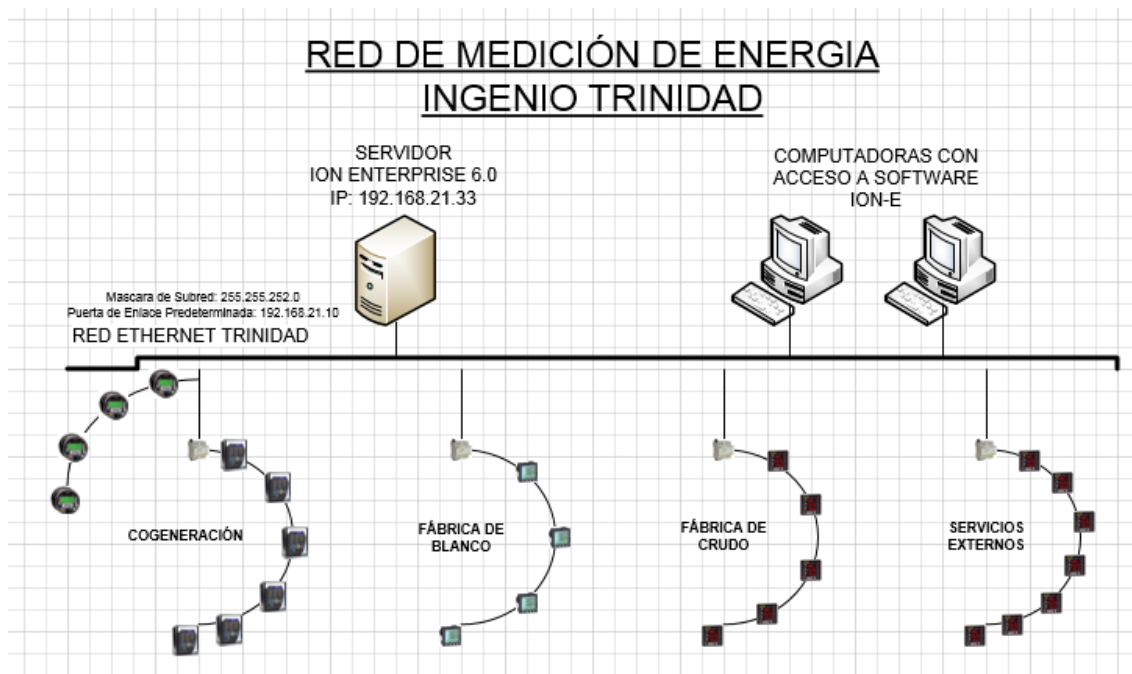 RED DE MEDICIÓN DE ENERGIA
INGENIO TRINIDAD
SERVIDOR
ION ENTERPRISE 6.0
IP: 192.168.21.33
COMPUTADORAS CON
ACCESO A SOFTWARE
ION-E
Mascara de Subred: 255.255.252.0
Puerta de Enlace Predeterminada: 192.168.21.10
RED ETHERNET TRINIDAD
COGENERACIÓN
FÁBRICA DE
BLANCO
FÁBRICA DE
CRUDO
SERVICIOS
EXTERNOS